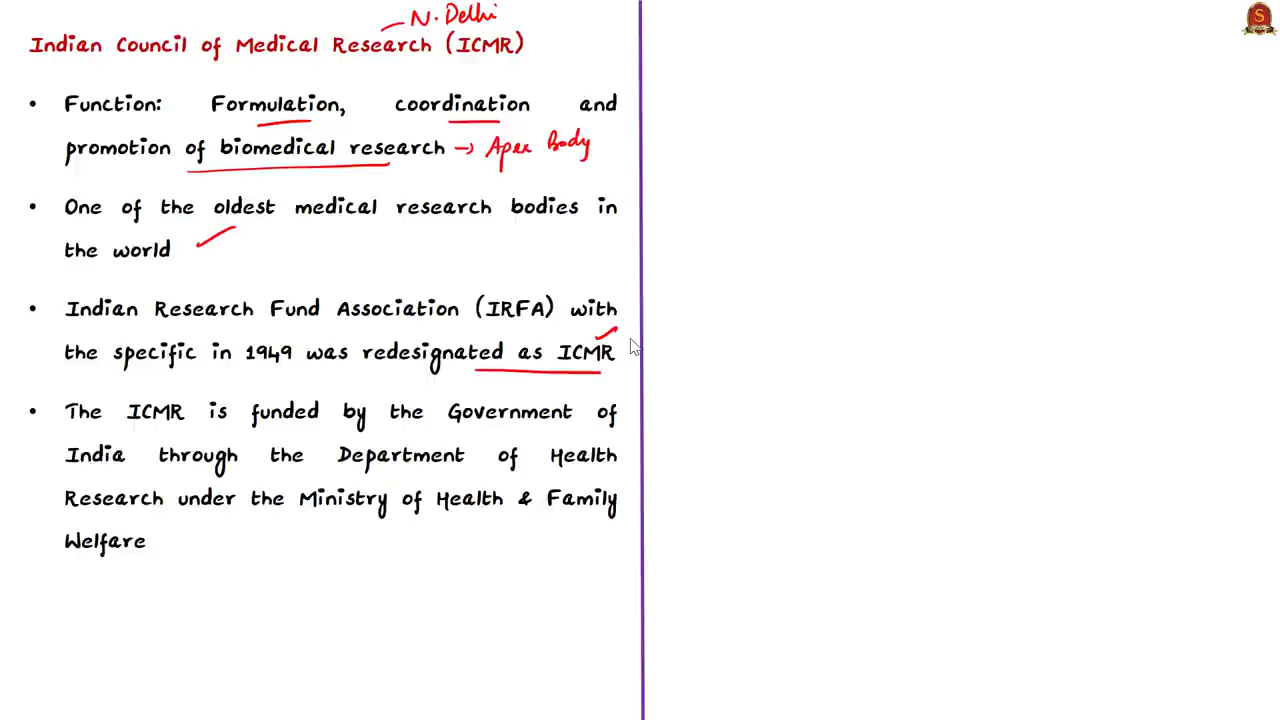 N. Delhi
Indian Council of Medical Research (ICMR)
• Function: Formulation, coordination and
promotion of biomedical research → Apex Body
• One of the oldest medical research bodies in
the world
• Indian Research Fund Association (IRFA) with
the specific in 1949 was redesignated as ICMR
• The ICMR is funded by the Government of
India through the Department of Health
Research under the Ministry of Health & Family
Welfare